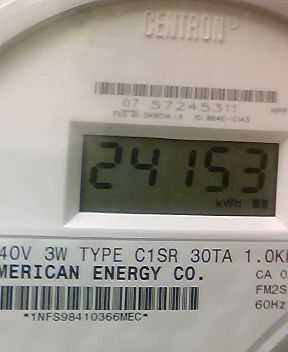 CENTRON®
07 57245311
24153
kWh
40V 3W TYPE C1SR 30TA 1.0K
MERICAN ENERGY CO.
CA 0
FM2S
60Hz
*1NFS98410366MEC*